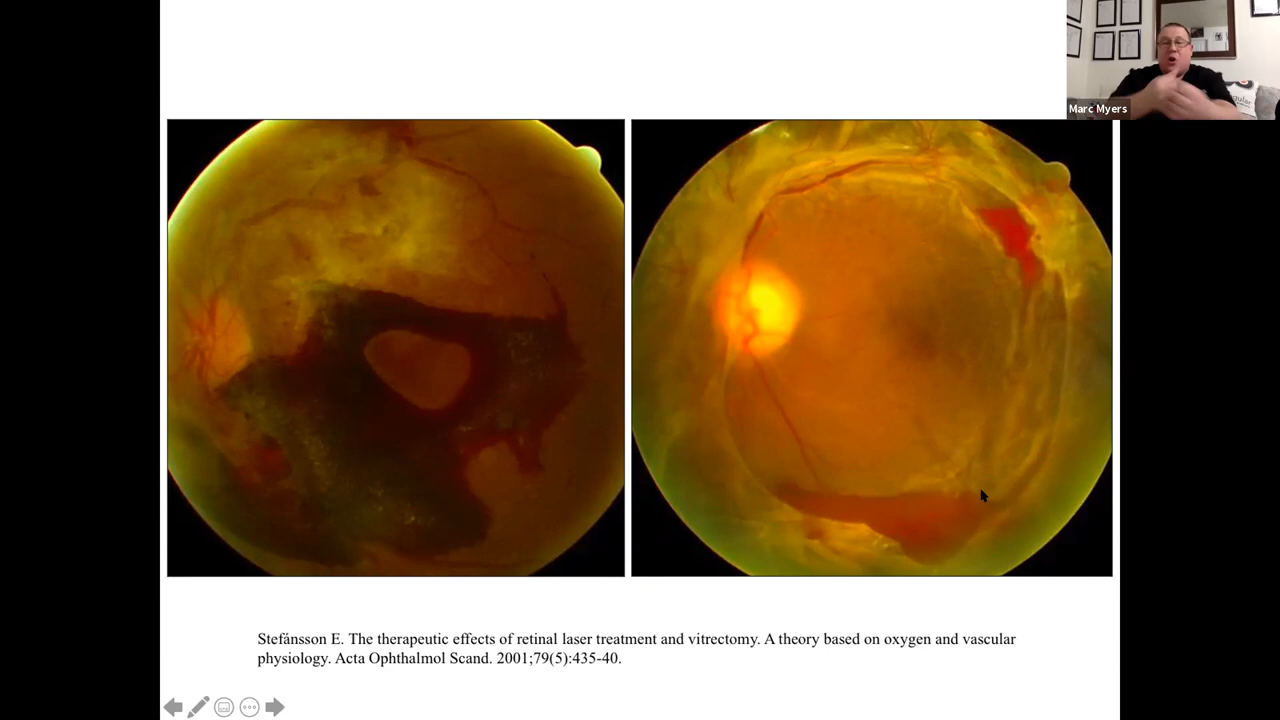 Marc Myers
Stefánsson E. The therapeutic effects of retinal laser treatment and vitrectomy. A theory based on oxygen and vascular
physiology. Acta Ophthalmol Scand. 2001;79(5):435-40.